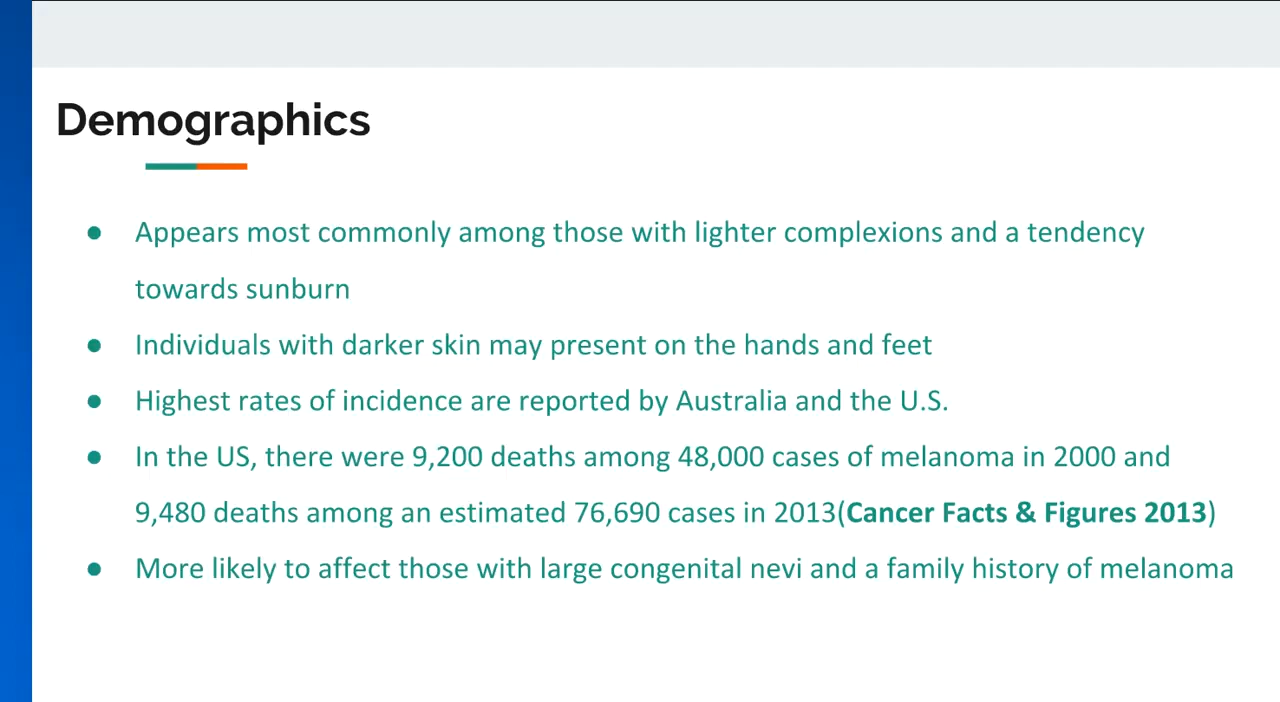 Demographics
● Appears most commonly among those with lighter complexions and a tendency
towards sunburn
● Individuals with darker skin may present on the hands and feet
● Highest rates of incidence are reported by Australia and the U.S.
● In the US, there were 9,200 deaths among 48,000 cases of melanoma in 2000 and
9,480 deaths among an estimated 76,690 cases in 2013(Cancer Facts & Figures 2013)
● More likely to affect those with large congenital nevi and a family history of melanoma